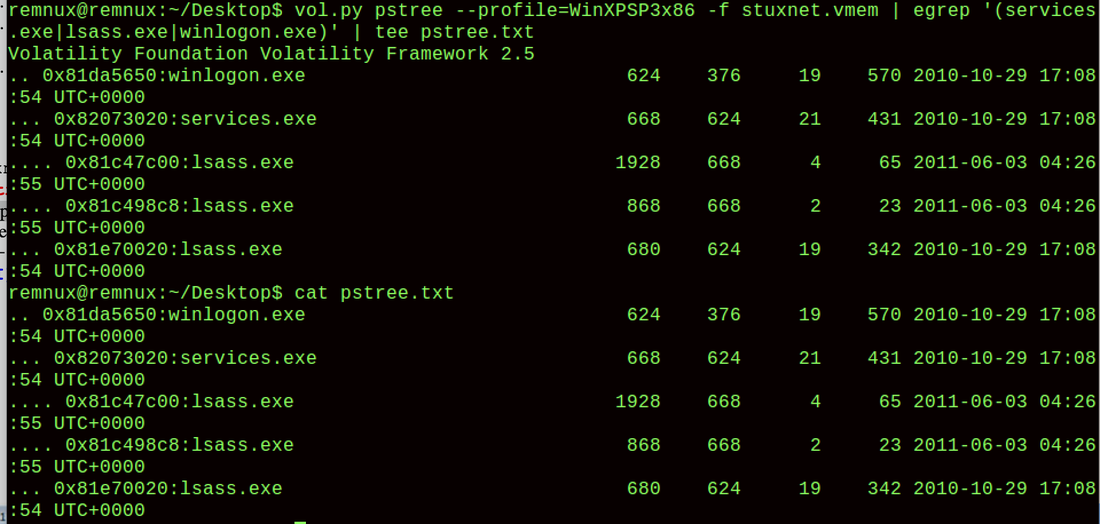 remnux@remnux:~/Desktop$ vol.py pstree --profile=WinXPSP3x86 -f stuxnet.vmem | egrep '(services
.exe|lsass.exe|winlogon.exe)' | tee pstree.txt
Volatility Foundation Volatility Framework 2.5
.. 0x81da5650:winlogon.exe 624 376 19 570 2010-10-29 17:08
:54 UTC+0000
... 0x82073020:services.exe 668 624 21 431 2010-10-29 17:08
:54 UTC+0000
.... 0x81c47c00:lsass.exe 1928 668 4 65 2011-06-03 04:26
:55 UTC+0000
.... 0x81c498c8:lsass.exe 868 668 2 23 2011-06-03 04:26
:55 UTC+0000
... 0x81e70020:lsass.exe 680 624 19 342 2010-10-29 17:08
:54 UTC+0000
remnux@remnux:~/Desktop$ cat pstree.txt
.. 0x81da5650:winlogon.exe 624 376 19 570 2010-10-29 17:08
:54 UTC+0000
... 0x82073020:services.exe 668 624 21 431 2010-10-29 17:08
:54 UTC+0000
.... 0x81c47c00:lsass.exe 1928 668 4 65 2011-06-03 04:26
:55 UTC+0000
.... 0x81c498c8:lsass.exe 868 668 2 23 2011-06-03 04:26
:55 UTC+0000
... 0x81e70020:lsass.exe 680 624 19 342 2010-10-29 17:08
:54 UTC+0000